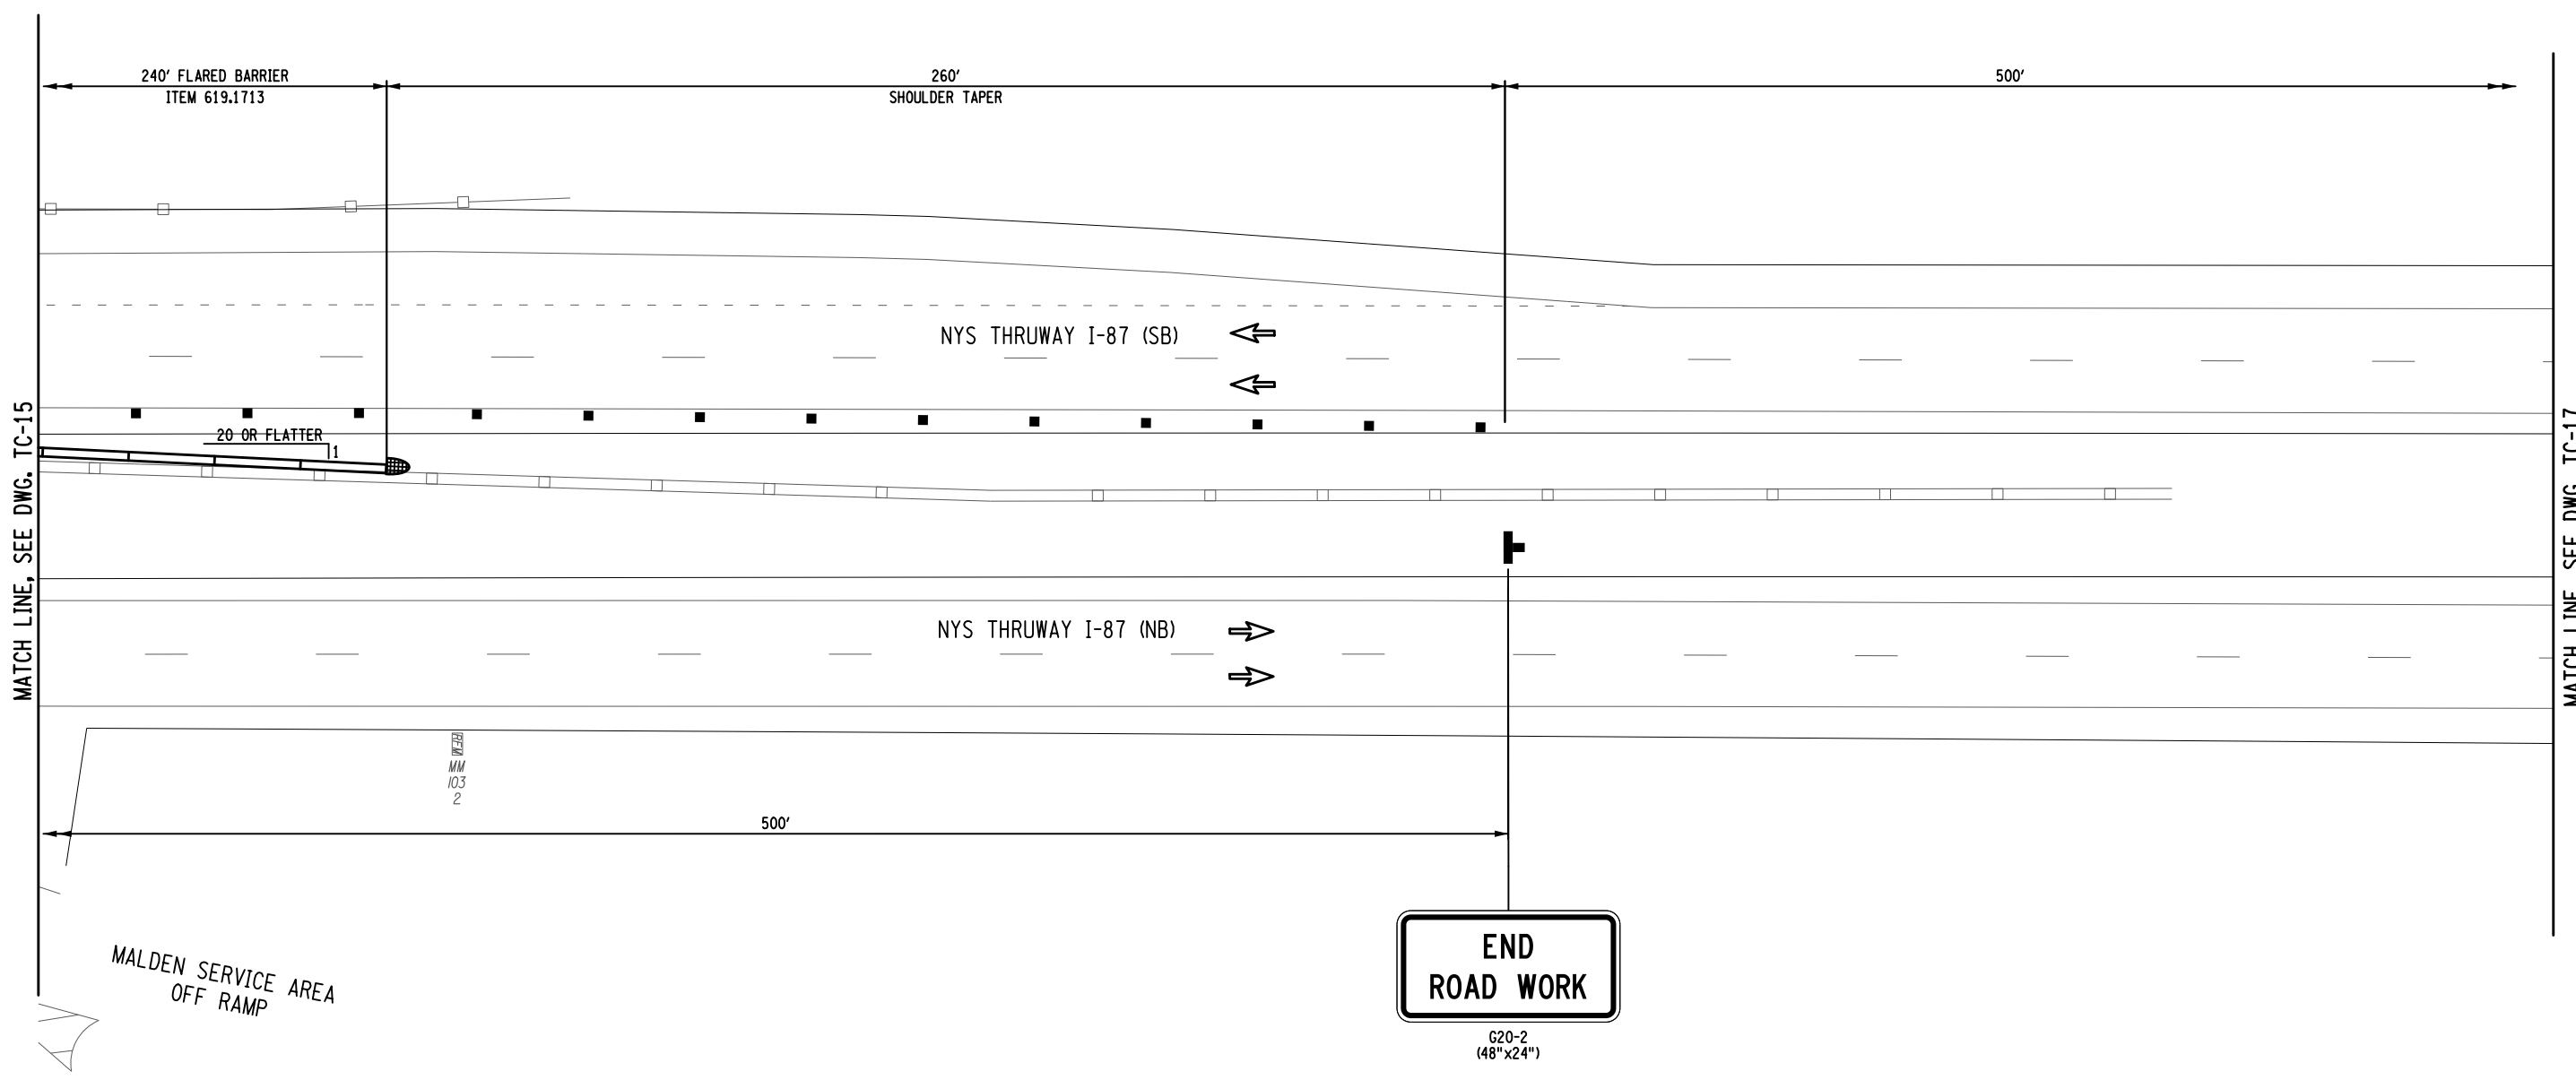 240' FLARED BARRIER
ITEM 619.1713
260'
SHOULDER TAPER
500'
NYS THRUWAY I-87 (SB)
MATCH LINE, SEE DWG. TC-15
20 OR FLATTER
1
MATCH LINE, SEE DWG. TC-17
NYS THRUWAY I-87 (NB)
RFM
MM
103
2
500'
MALDEN SERVICE AREA
OFF RAMP
END
ROAD WORK
G20-2
(48"x24")